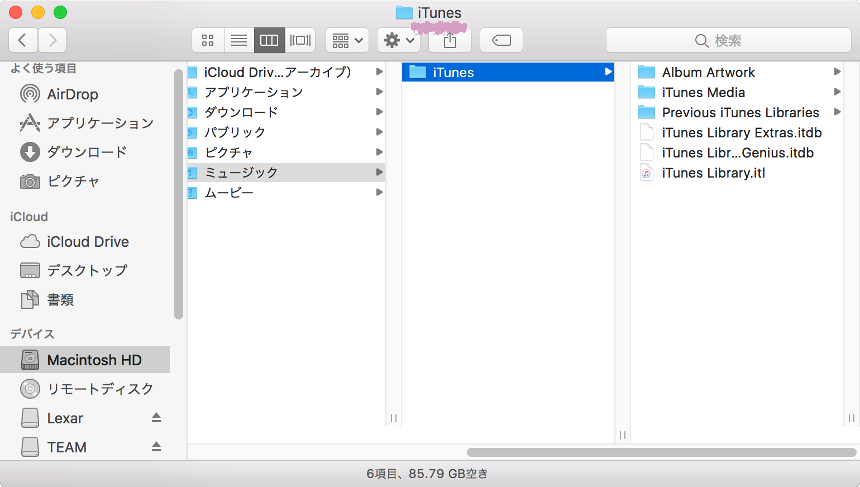 iTunes
検索
よく使う項目
AirDrop
アプリケーション
ダウンロード
ピクチャ
iCloud
iCloud Drive
デスクトップ
書類
デバイス
Macintosh HD
リモートディスク
Lexar
TEAM
iCloud Driv...アーカイブ)
アプリケーション
ダウンロード
パブリック
ピクチャ
ミュージック
ムービー
iTunes
Album Artwork
iTunes Media
Previous iTunes Libraries
iTunes Library Extras.itdb
iTunes Libr...Genius.itdb
iTunes Library.itl
6項目、85.79 GB空き